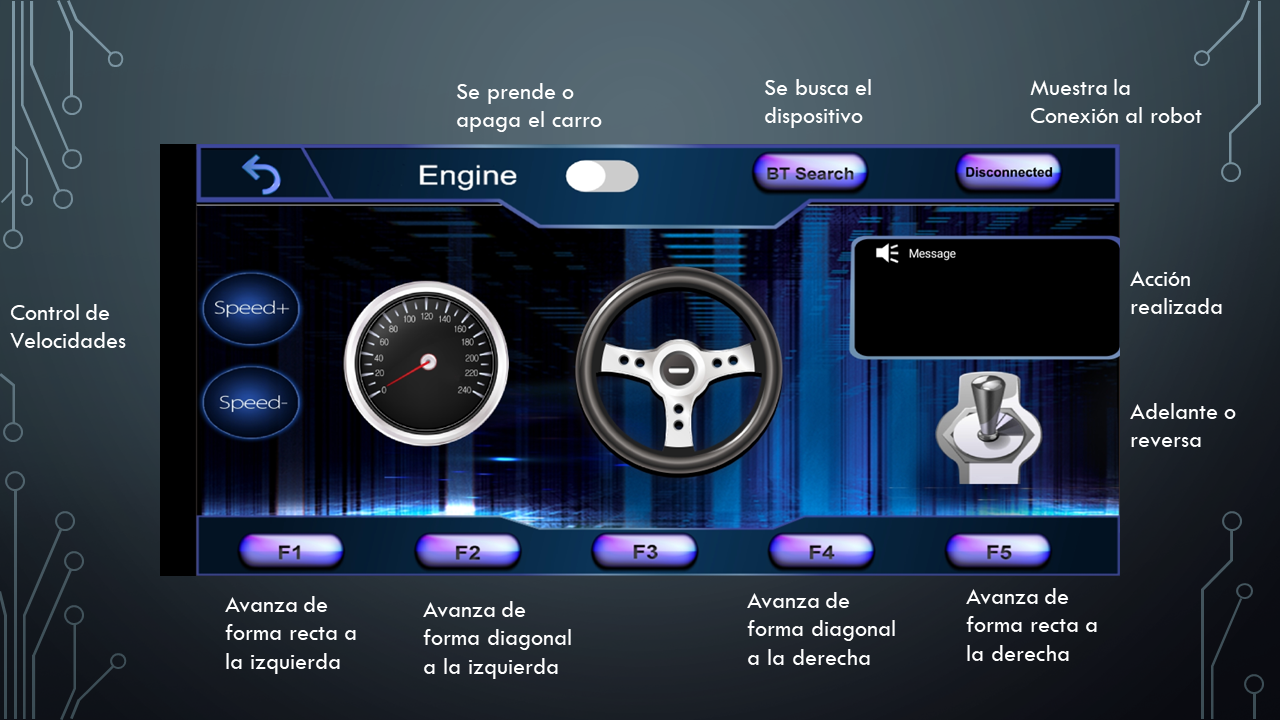 Se prende o
apaga el carro
Se busca el
dispositivo
Muestra la
Conexión al robot
Engine
BT Search
Disconnected
Message
Acción
realizada
Control de
Velocidades
Speed+
Speed-
0
20
40
60
80
100
120
140
160
180
200
220
240
Adelante o
reversa
F1
F2
F3
F4
F5
Avanza de
forma recta a
la izquierda
Avanza de
forma diagonal
a la izquierda
Avanza de
forma diagonal
a la derecha
Avanza de
forma recta a
la derecha